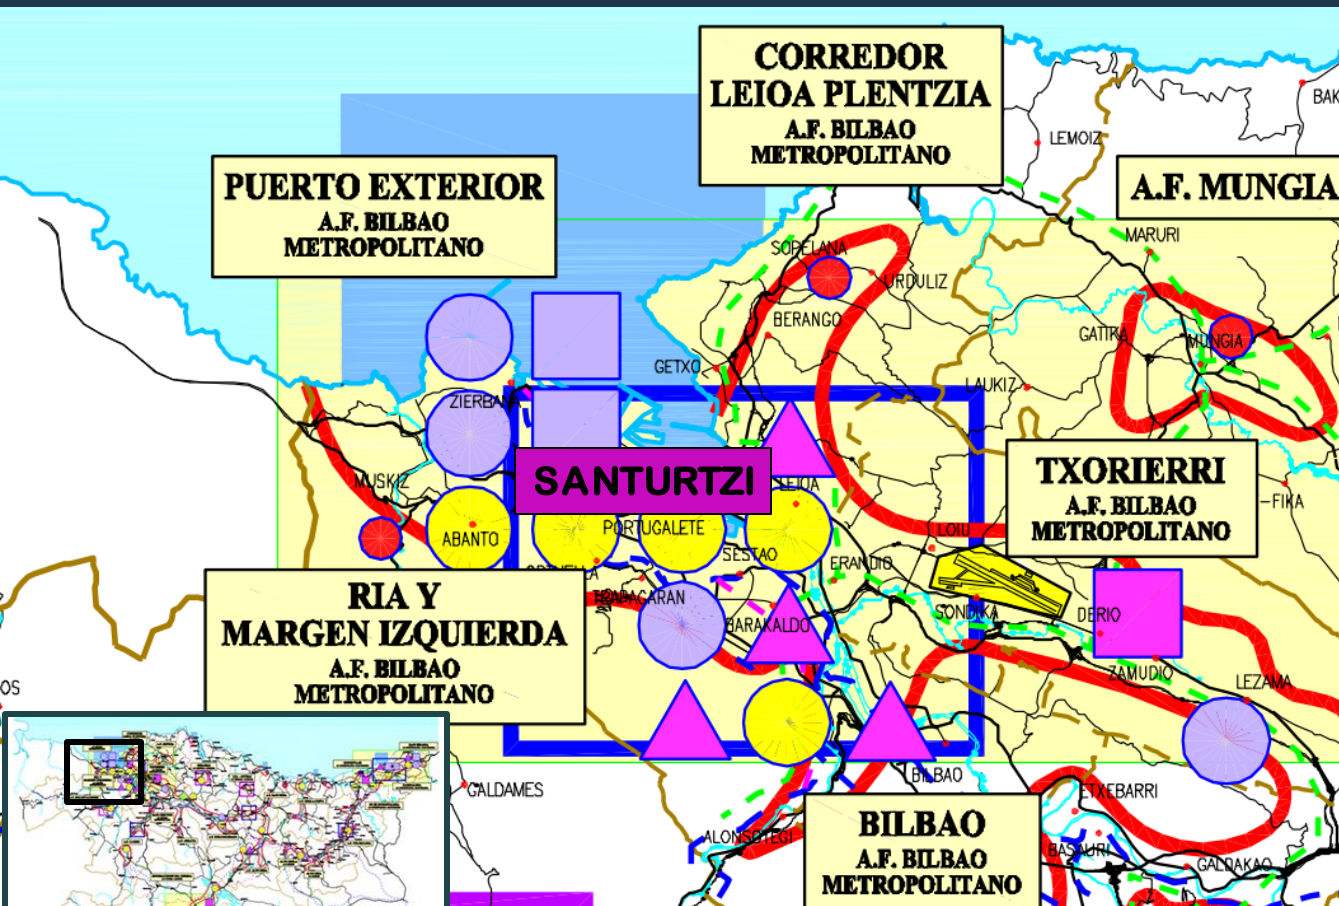 CORREDOR
LEIOA PLENTZIA
A.F. BILBAO
METROPOLITANO
BAK
LEMOIZ
PUERTO EXTERIOR
A.F. BILBAO
METROPOLITANO
A.F. MUNGIA
MARURI
SOPELANA
URDULIZ
BERANGO
GATIKA
MUNGIA
GETXO
LAUKIZ
ZIERBANA
MUSKIZ
SANTURTZI
LEIOA
TXORIERRI
A.F. BILBAO
METROPOLITANO
-FIKA
ABANTO
PORTUGALETE
LOIU
SESTAO
ERANDIO
ORTUELLA
TRAPAGARAN
RIA Y
MARGEN IZQUIERDA
A.F. BILBAO
METROPOLITANO
BARAKALDO
SONDIKA
DERIO
ZAMUDIO
LEZAMA
OS
BILBAO
GALDAMES
ETXEBARRI
ALONSOTEGI
BILBAO
A.F. BILBAO
METROPOLITANO
BASAURI
GALDAKAO